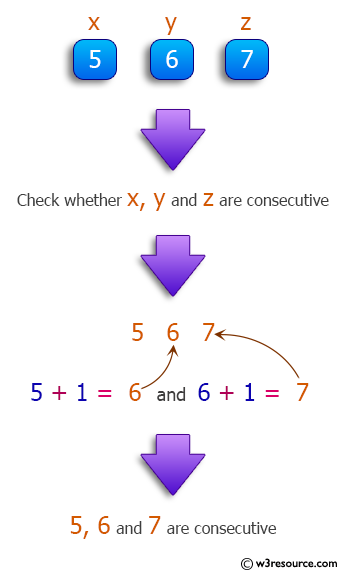 x y z
5 6 7
Check whether x, y and z are consecutive
5 6 7
5 + 1 = 6 and 6 + 1 = 7
5, 6 and 7 are consecutive
© w3resource.com